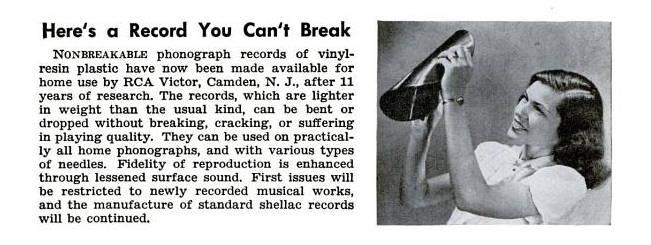 Here's a Record You Can't Break
NONBREAKABLE phonograph records of vinyl-
resin plastic have now been made available for
home use by RCA Victor, Camden, N. J., after 11
years of research. The records, which are lighter
in weight than the usual kind, can be bent or
dropped without breaking, cracking, or suffering
in playing quality. They can be used on practical-
ly all home phonographs, and with various types
of needles. Fidelity of reproduction is enhanced
through lessened surface sound. First issues will
be restricted to newly recorded musical works,
and the manufacture of standard shellac records
will be continued.